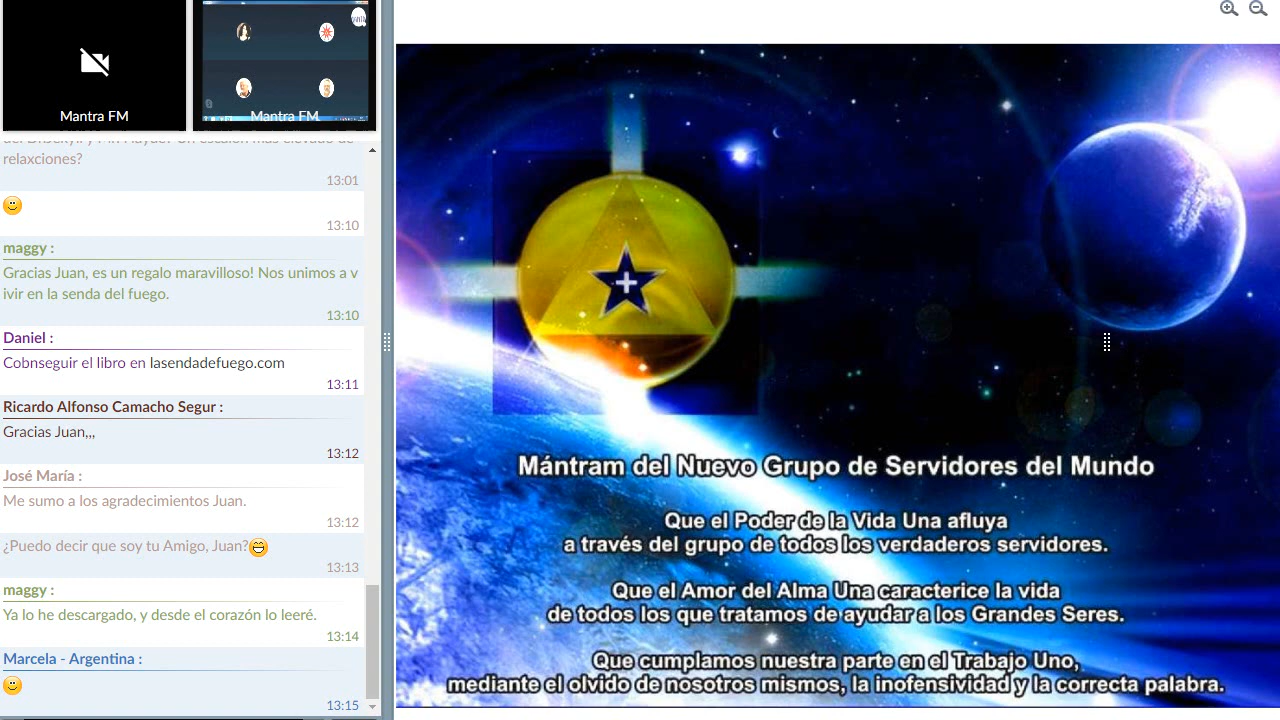 Mantra FM
Mantra FM
relaxciones?
13:01
13:10
maggy :
Gracias Juan, es un regalo maravilloso! Nos unimos a v
ivir en la senda del fuego.
13:10
Daniel :
Cobnseguir el libro en lasendadefuego.com
13:11
Ricardo Alfonso Camacho Segur :
Gracias Juan,,,
13:12
José María :
Me sumo a los agradecimientos Juan.
13:12
¿Puedo decir que soy tu Amigo, Juan?
13:13
maggy :
Ya lo he descargado, y desde el corazón lo leeré.
13:14
Marcela - Argentina :
13:15
Mántram del Nuevo Grupo de Servidores del Mundo
Que el Poder de la Vida Una afluya
a través del grupo de todos los verdaderos servidores.
Que el Amor del Alma Una caracterice la vida
de todos los que tratamos de ayudar a los Grandes Seres.
Que cumplamos nuestra parte en el Trabajo Uno,
mediante el olvido de nosotros mismos, la inofensividad y la correcta palabra.